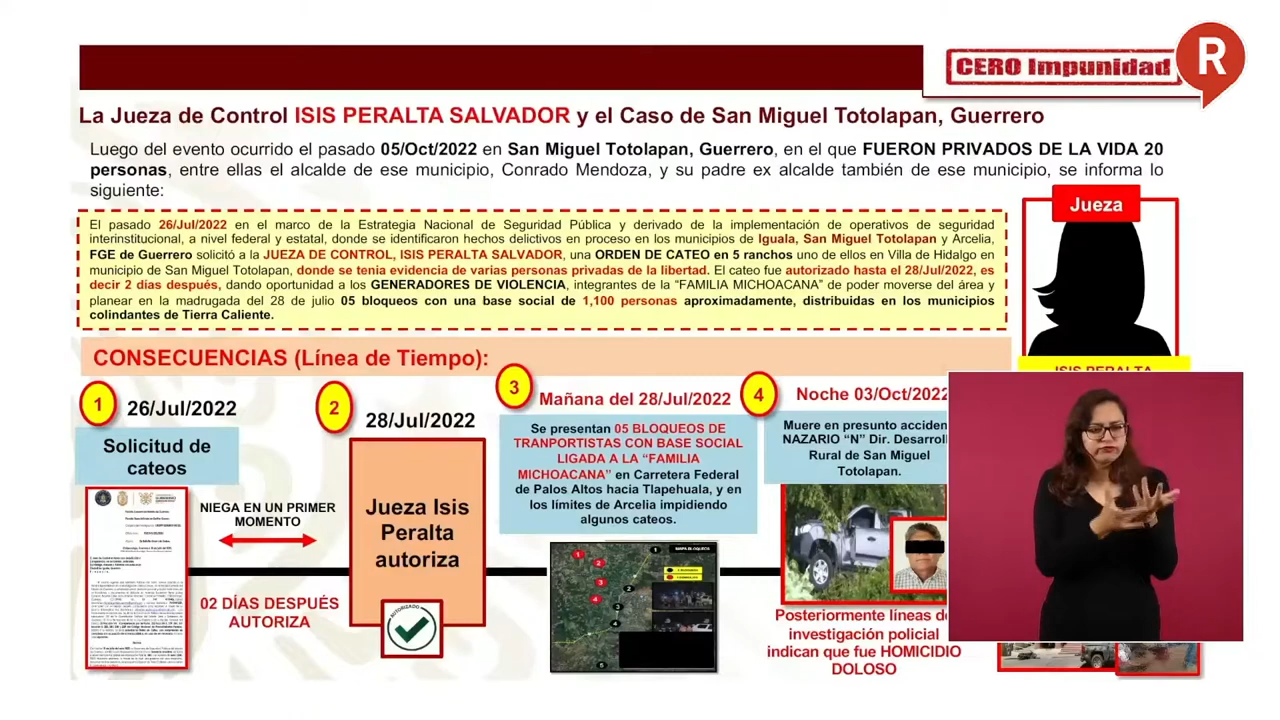 CERO Impunidad
R
La Jueza de Control ISIS PERALTA SALVADOR y el Caso de San Miguel Totolapan, Guerrero
Luego del evento ocurrido el pasado 05/Oct/2022 en San Miguel Totolapan, Guerrero, en el que FUERON PRIVADOS DE LA VIDA 20
personas, entre ellas el alcalde de ese municipio, Conrado Mendoza, y su padre ex alcalde también de ese municipio, se informa lo
siguiente:
Jueza
El pasado 26/Jul/2022 en el marco de la Estrategia Nacional de Seguridad Pública y derivado de la implementación de operativos de seguridad
interinstitucional, a nivel federal y estatal, donde se identificaron hechos delictivos en proceso en los municipios de Iguala, San Miguel Totolapan y Arcelia,
FGE de Guerrero solicitó a la JUEZA DE CONTROL, ISIS PERALTA SALVADOR, una ORDEN DE CATEO en 5 ranchos uno de ellos en Villa de Hidalgo en
municipio de San Miguel Totolapan, donde se tenia evidencia de varias personas privadas de la libertad. El cateo fue autorizado hasta el 28/Jul/2022, es
decir 2 días después, dando oportunidad a los GENERADORES DE VIOLENCIA, integrantes de la "FAMILIA MICHOACANA" de poder moverse del área y
planear en la madrugada del 28 de julio 05 bloqueos con una base social de 1,100 personas aproximadamente, distribuidas en los municipios
colindantes de Tierra Caliente.
CONSECUENCIAS (Línea de Tiempo):
ISIS PERALTA
1
26/Jul/2022
Solicitud de
cateos
NIEGA EN UN PRIMER
MOMENTO
02 DÍAS DESPUÉS
AUTORIZA
2
28/Jul/2022
Jueza Isis
Peralta
autoriza
AUTORIZADO
3
Mañana del 28/Jul/2022
Se presentan 05 BLOQUEOS DE
TRANPORTISTAS CON BASE SOCIAL
LIGADA A LA "FAMILIA
MICHOACANA" en Carretera Federal
de Palos Altos hacia Tlapehuala, y en
los límites de Arcelia impidiendo
algunos cateos.
MAPA BLOQUEOS
4
Noche 03/Oct/2022
Muere en presunto acciden
NAZARIO "N" Dir. Desarroll
Rural de San Miguel
Totolapan.
Posteriormente líneas de
investigación policial
indican que fue HOMICIDIO
DOLOSO